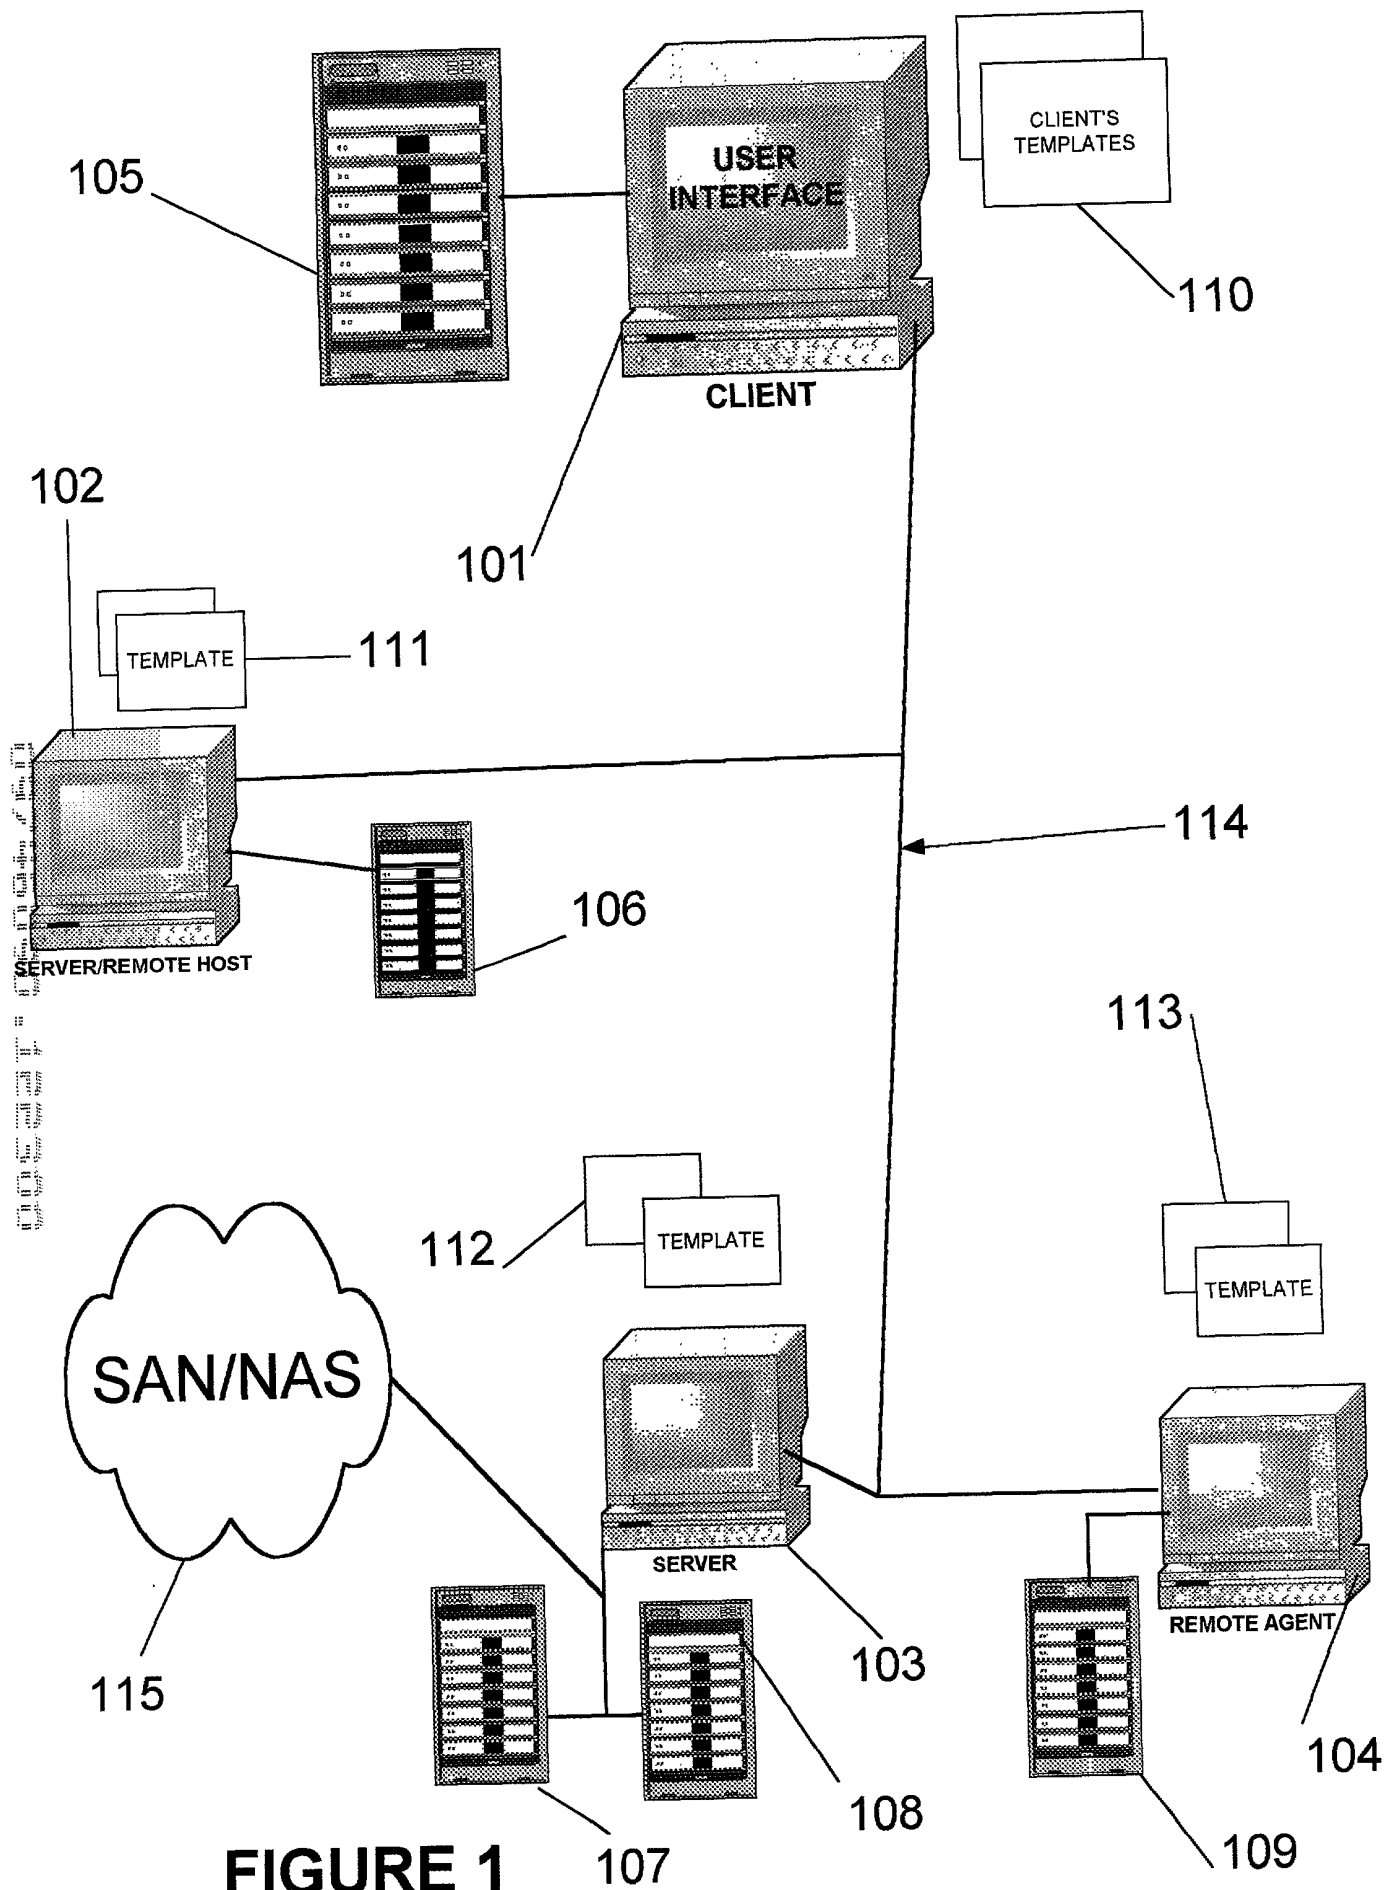 CLIENT'S
TEMPLATES
USER
INTERFACE
105
110
CLIENT
102
101
TEMPLATE
111
114
106
SERVER/REMOTE HOST
113
112
TEMPLATE
TEMPLATE
SAN/NAS
SERVER
REMOTE AGENT
115
103
104
108
107
109
FIGURE 1